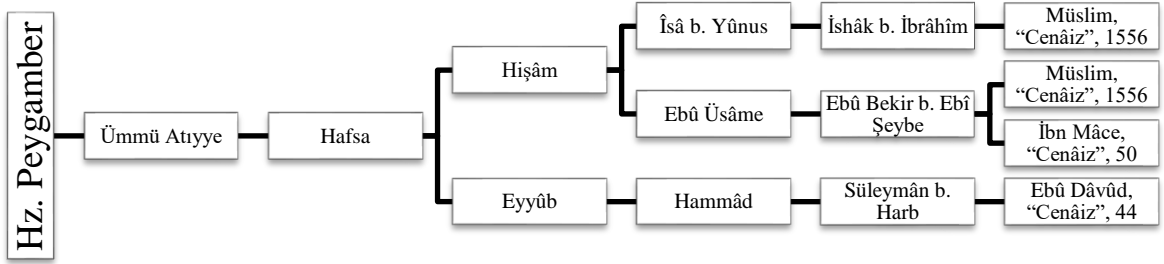 Hz. Peygamber
Ümmü Atıyye
Hafsa
Hişâm
Îsâ b. Yûnus
İshâk b. İbrâhîm
Müslim,
“Cenâiz”, 1556
Ebû Üsâme
Ebû Bekir b. Ebî
Şeybe
Müslim,
“Cenâiz”, 1556
İbn Mâce,
“Cenâiz”, 50
Eyyûb
Hammâd
Süleymân b.
Harb
Ebû Dâvûd,
“Cenâiz”, 44